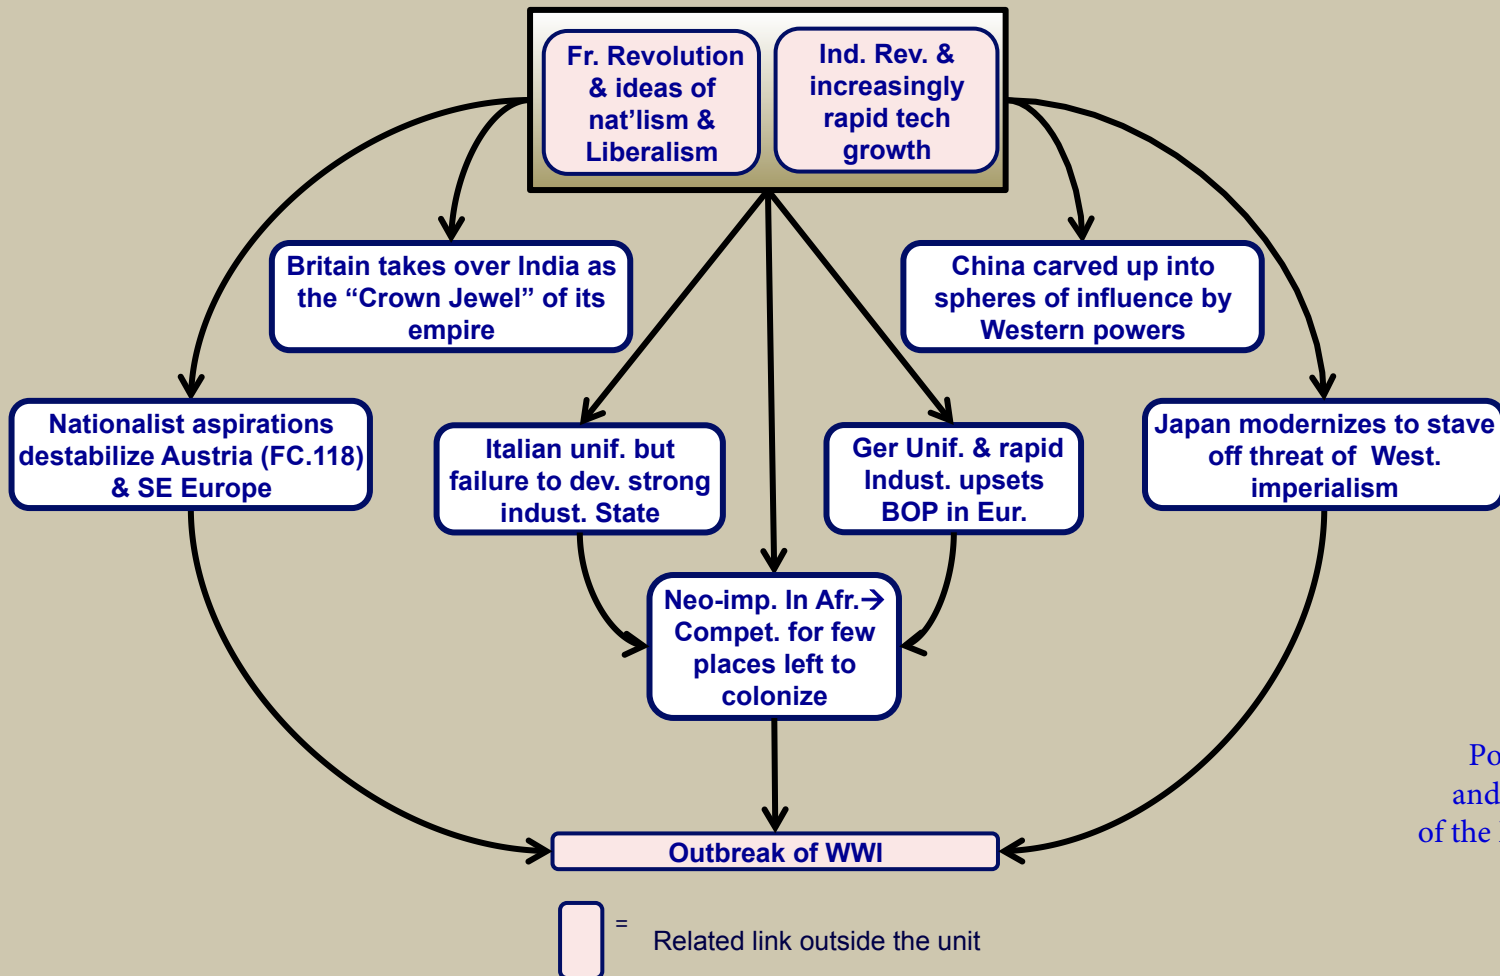 Fr. Revolution
& ideas of
nat’lism &
Liberalism
Ind. Rev. &
increasingly
rapid tech
growth
Britain takes over India as
the “Crown Jewel” of its
empire
China carved up into
spheres of influence by
Western powers
Nationalist aspirations
destabilize Austria (FC.118)
& SE Europe
Italian unif. but
failure to dev. strong
indust. State
Ger Unif. & rapid
Indust. upsets
BOP in Eur.
Japan modernizes to stave
off threat of West.
imperialism
Neo-imp. In Afr.→
Compet. for few
places left to
colonize
and
of the
Outbreak of WWI
=
Related link outside the unit